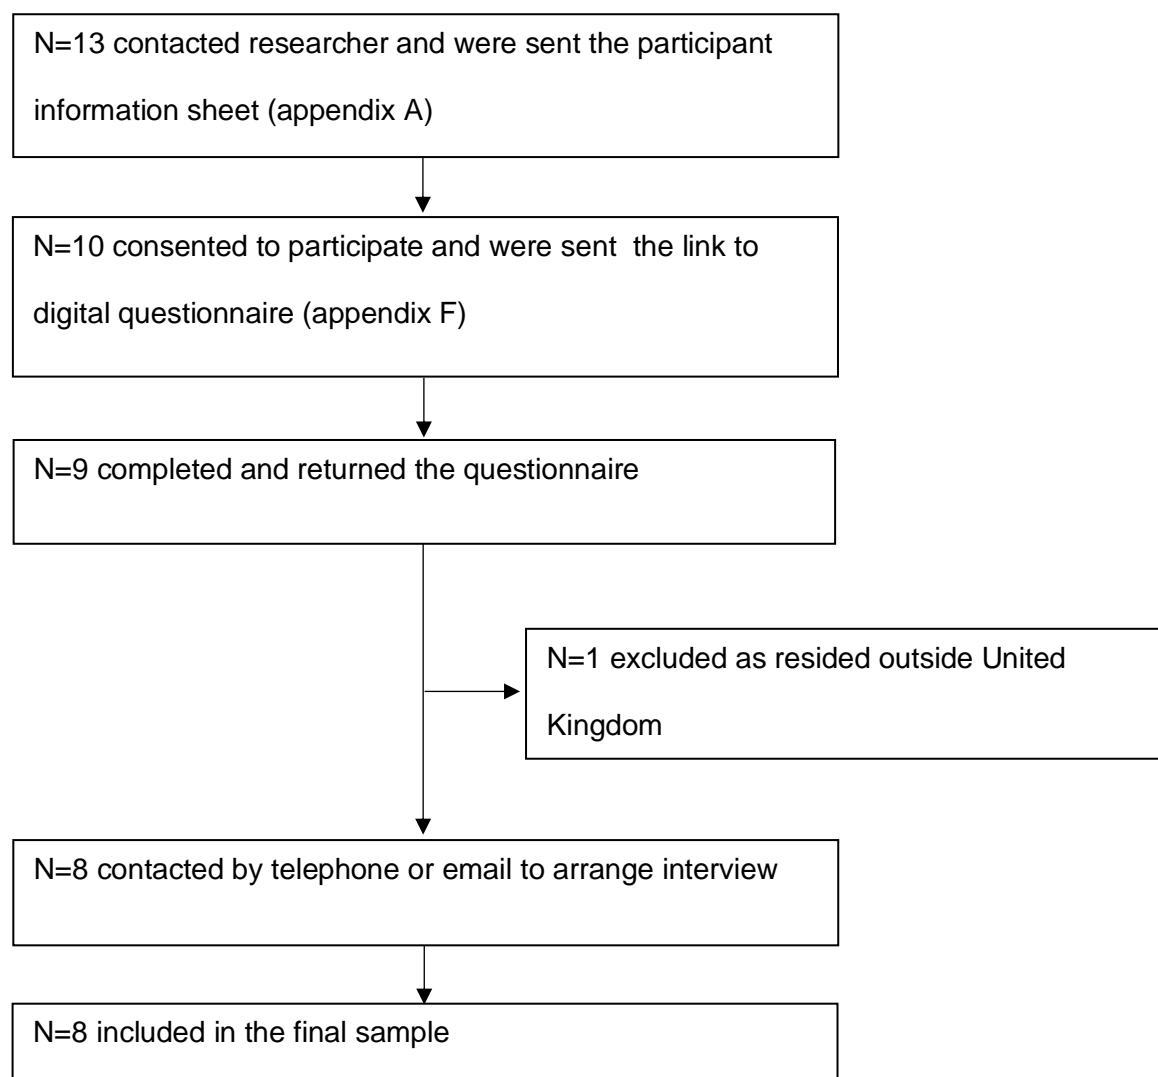 N=13 contacted researcher and were sent the participant
information sheet (appendix A)
N=10 consented to participate and were sent  the link to
digital questionnaire (appendix F)
N=9 completed and returned the questionnaire
N=1 excluded as resided outside United
Kingdom
N=8 contacted by telephone or email to arrange interview
N=8 included in the final sample